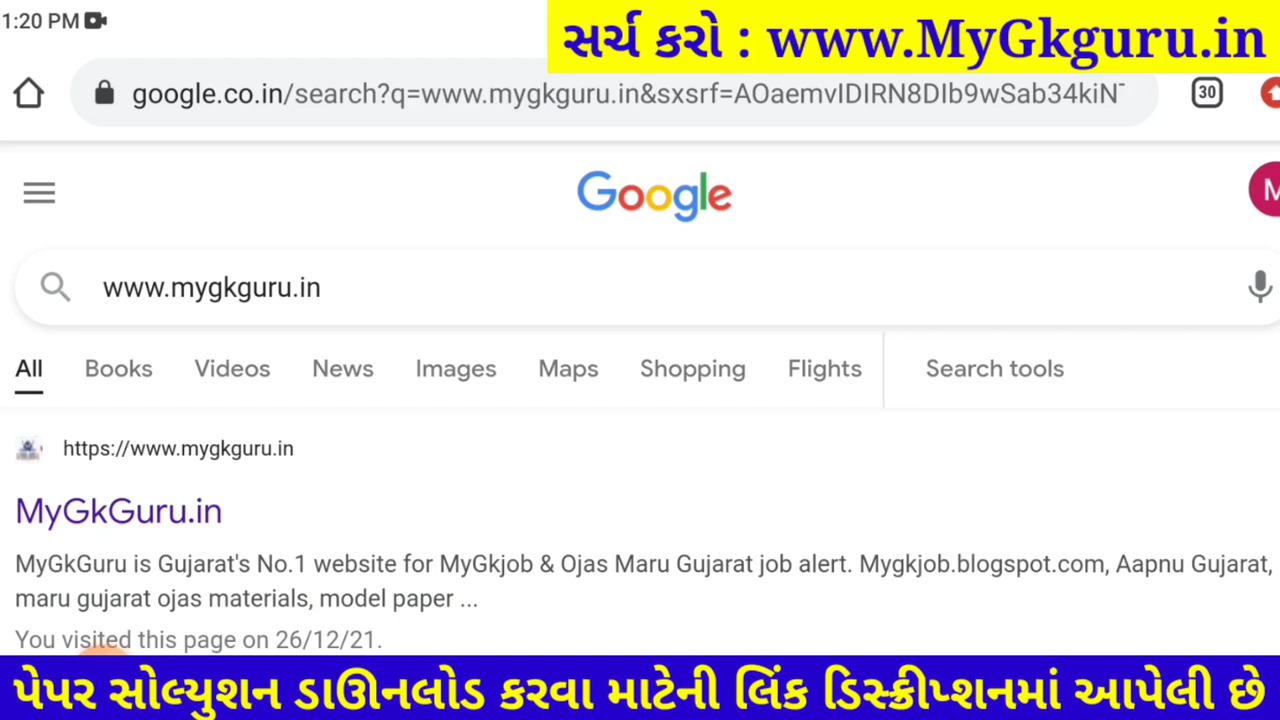 1:20 PM
સર્ચ કરો : www.MyGkguru.in
google.co.in/search?q=www.mygkguru.in&sxsrf=AOaemvIDIRN8DIb9wSab34kiN
30
Google
M
www.mygkguru.in
All Books Videos News Images Maps Shopping Flights Search tools
https://www.mygkguru.in
MyGkGuru.in
MyGkGuru is Gujarat's No.1 website for MyGkjob & Ojas Maru Gujarat job alert. Mygkjob.blogspot.com, Aapnu Gujarat,
maru gujarat ojas materials, model paper ...
You visited this page on 26/12/21.
પેપર સોલ્યુશન ડાઊનલોડ કરવા માટેની લિંક ડિસ્ક્રીપ્શનમાં આપેલી છે